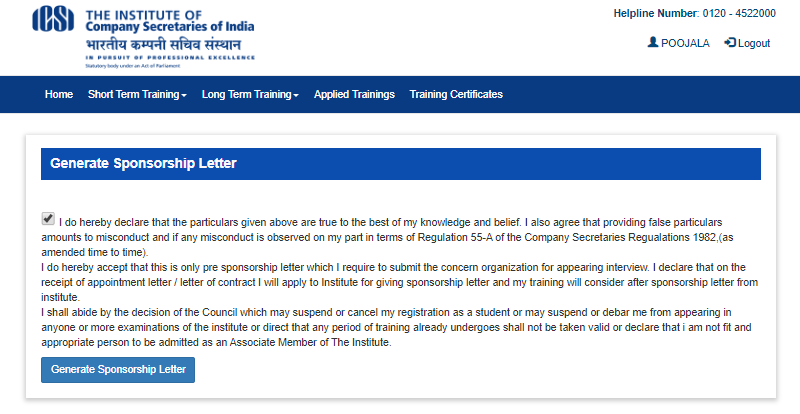 ICSI
THE INSTITUTE OF
Company Secretaries of India
भारतीय कम्पनी सचिव संस्थान
IN PURSUIT OF PROFESSIONAL EXCELLENCE
Statutory body under an Act of Parliament
Helpline Number: 0120 - 4522000
POOJALA Logout
Home Short Term Training Long Term Training Applied Trainings Training Certificates
Generate Sponsorship Letter
I do hereby declare that the particulars given above are true to the best of my knowledge and belief. I also agree that providing false particulars
amounts to misconduct and if any misconduct is observed on my part in terms of Regulation 55-A of the Company Secretaries Regualations 1982,(as
amended time to time).
I do hereby accept that this is only pre sponsorship letter which I require to submit the concern organization for appearing interview. I declare that on the
receipt of appointment letter / letter of contract I will apply to Institute for giving sponsorship letter and my training will consider after sponsorship letter from
institute.
I shall abide by the decision of the Council which may suspend or cancel my registration as a student or may suspend or debar me from appearing in
anyone or more examinations of the institute or direct that any period of training already undergoes shall not be taken valid or declare that i am not fit and
appropriate person to be admitted as an Associate Member of The Institute.
Generate Sponsorship Letter